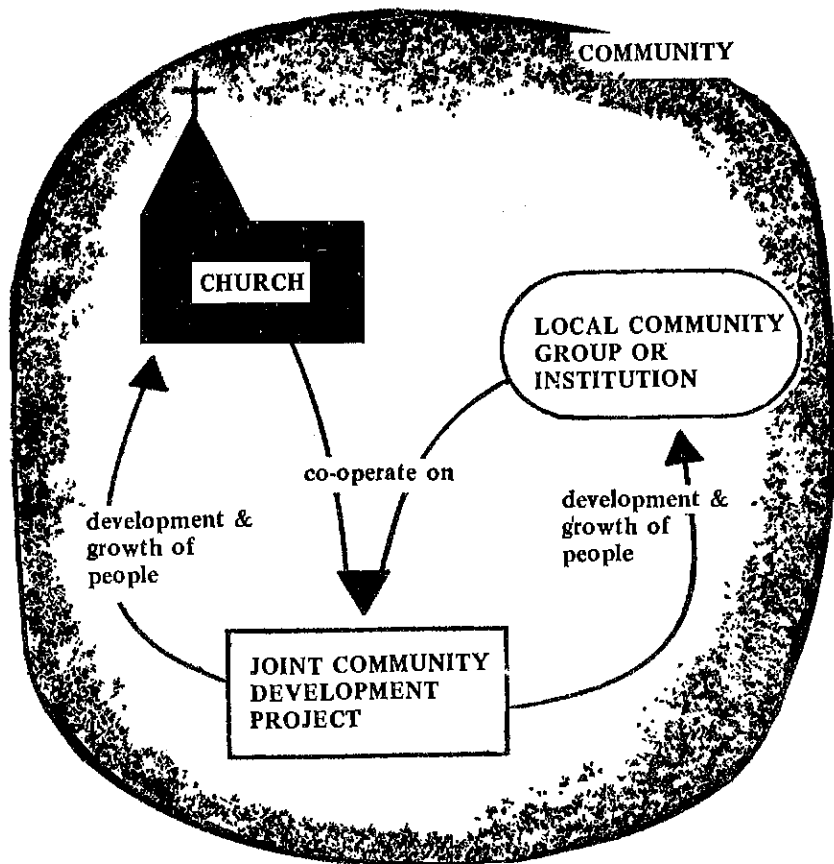 COMMUNITY
CHURCH
LOCAL COMMUNITY
GROUP OR
INSTITUTION
co-operate on
development &
growth of
people
development &
growth of
people
JOINT COMMUNITY
DEVELOPMENT
PROJECT